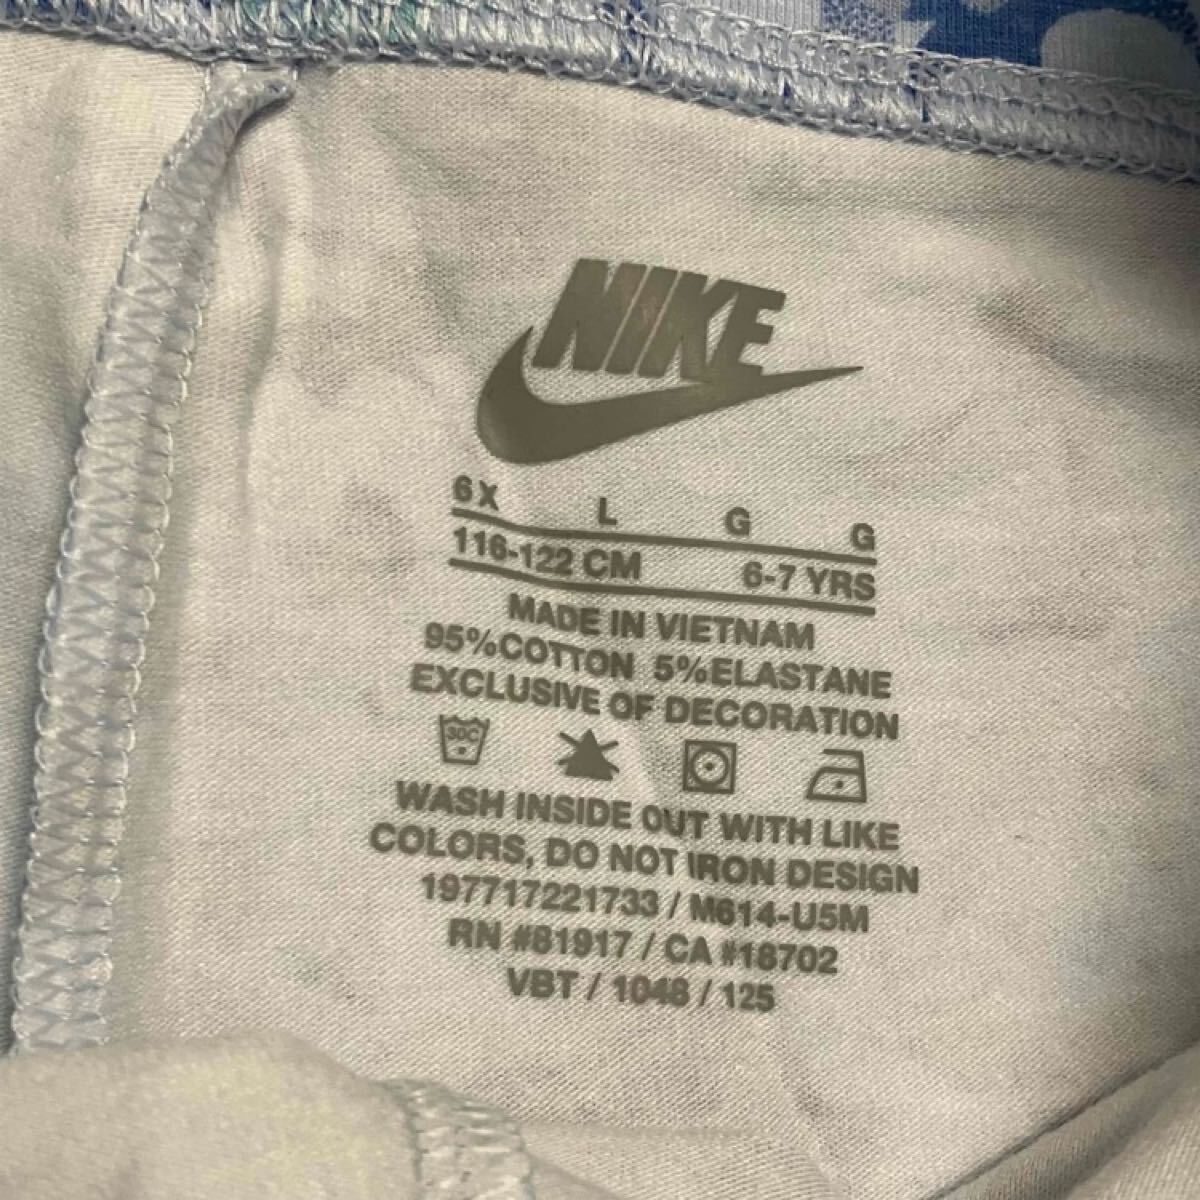 NIKE
6X L G G
116-122 CM 6-7 YRS
MADE IN VIETNAM
95%COTTON 5%ELASTANE
EXCLUSIVE OF DECORATION
30C
WASH INSIDE OUT WITH LIKE
COLORS, DO NOT IRON DESIGN
197717221733 / M614-U5M
RN #81917 / CA #18702
VBT / 1048 / 125